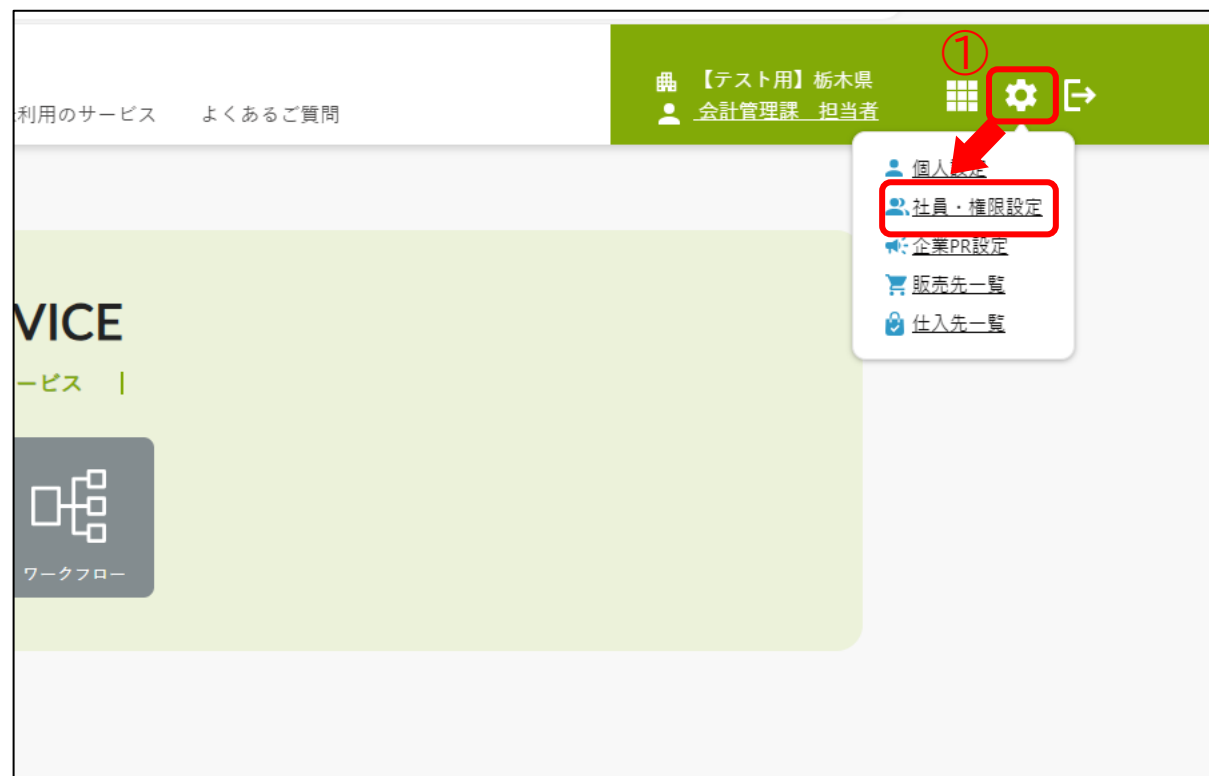 ①
【テスト用】栃木県
利用のサービス よくあるご質問
会計管理課 担当者
個人設定
社員・権限設定
企業PR設定
販売先一覧
仕入先一覧
VICE
ービス |
ワークフロー